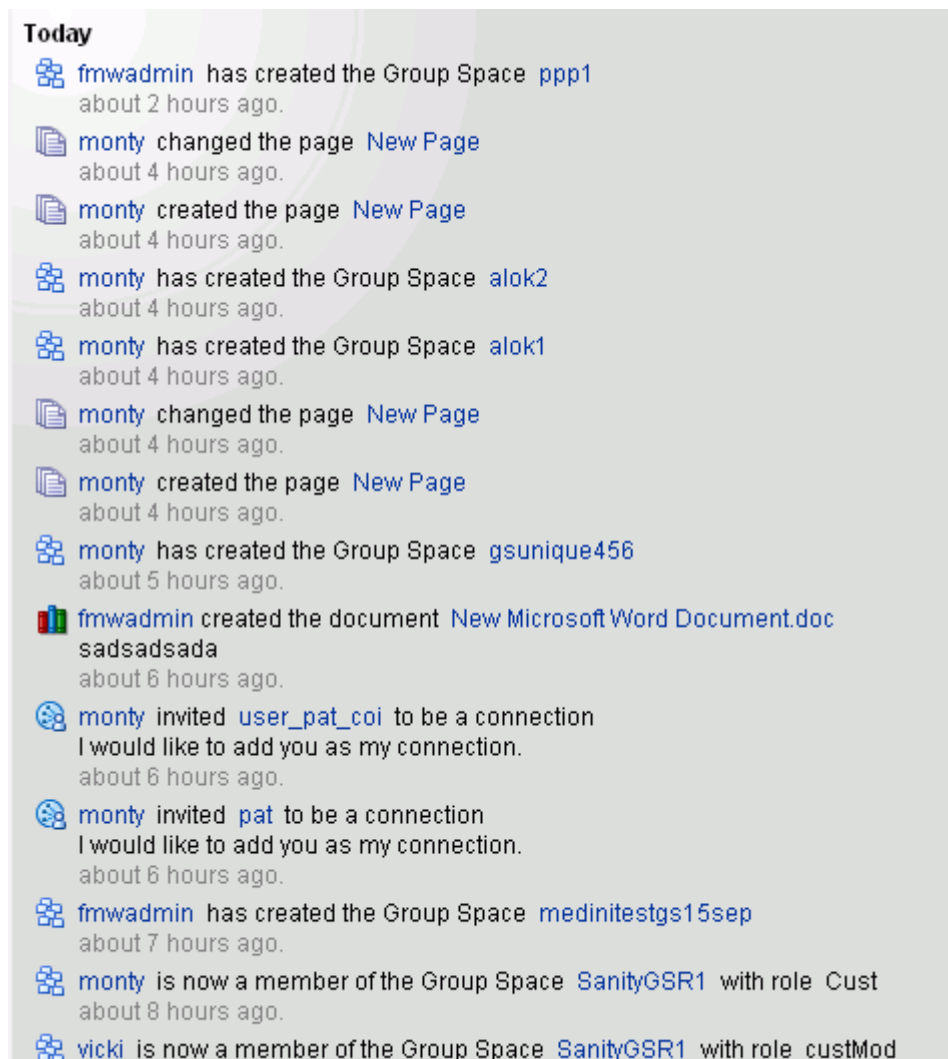 Today
fmwadmin has created the Group Space ppp1
about 2 hours ago.
monty changed the page New Page
about 4 hours ago.
monty created the page New Page
about 4 hours ago.
monty has created the Group Space alok2
about 4 hours ago.
monty has created the Group Space alok1
about 4 hours ago.
monty changed the page New Page
about 4 hours ago.
monty created the page New Page
about 4 hours ago.
monty has created the Group Space gsunique456
about 5 hours ago.
fmwadmin created the document New Microsoft Word Document.doc
sadsadsada
about 6 hours ago.
monty invited user_pat_coi to be a connection
I would like to add you as my connection.
about 6 hours ago.
monty invited pat to be a connection
I would like to add you as my connection.
about 6 hours ago.
fmwadmin has created the Group Space medinitestgs15sep
about 7 hours ago.
monty is now a member of the Group Space SanityGSR1 with role Cust
about 8 hours ago.
vicki is now a member of the Group Space SanityGSR1 with role custMod